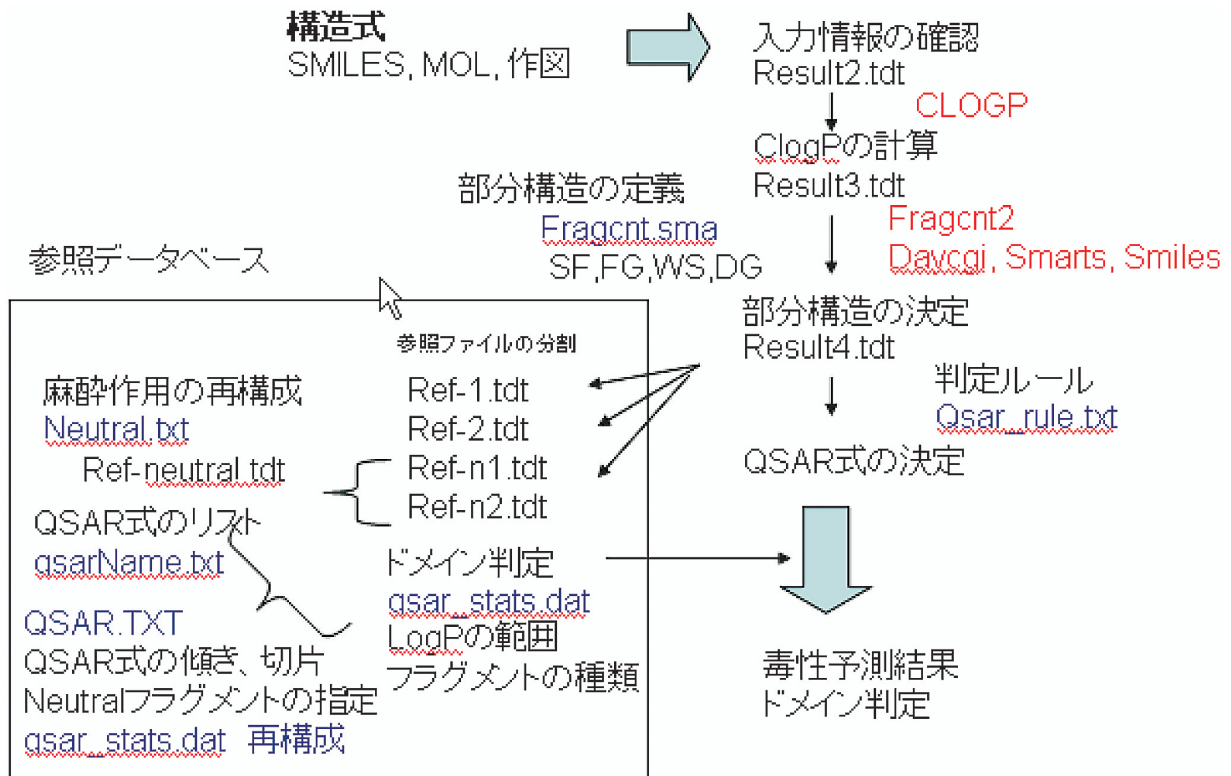 構造式
SMILES, MOL, 作図
入力情報の確認
Result2.tdt
CLOGP
ClogPの計算
Result3.tdt
部分構造の定義
Fragcnt.sma
SF,FG,WS,DG
Fragcnt2
Davcgi, Smarts, Smiles
部分構造の決定
Result4.tdt
判定ルール
Qsar_rule.txt
QSAR式の決定
毒性予測結果
ドメイン判定
参照データベース
参照ファイルの分割
Ref-1.tdt
Ref-2.tdt
Ref-n1.tdt
Ref-n2.tdt
麻酔作用の再構成
Neutral.txt
Ref-neutral.tdt
QSAR式のリスト
qsarName.txt
QSAR.TXT
QSAR式の傾き、切片
Neutralフラグメントの指定
qsar_stats.dat 再構成
ドメイン判定
qsar_stats.dat
LogPの範囲
フラグメントの種類